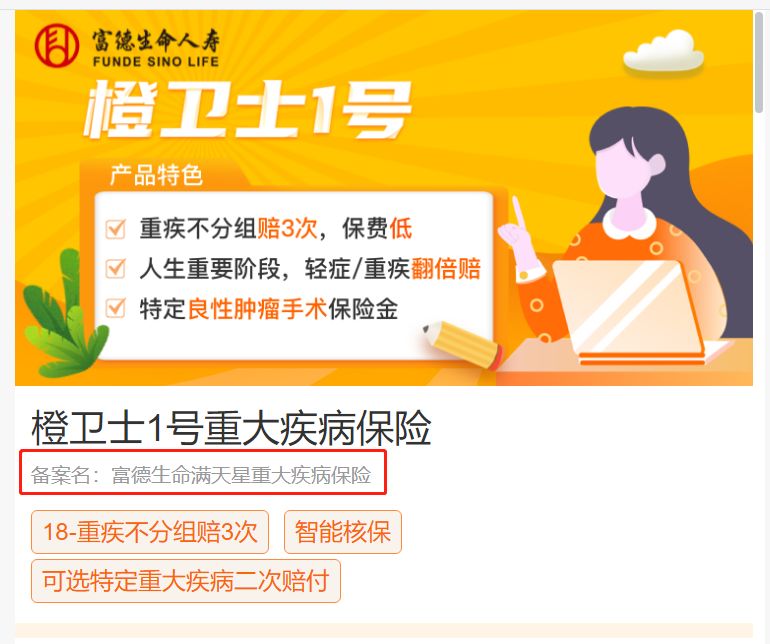 富德生命人寿
FUNDE SINO LIFE
橙卫士1号
产品特色
重疾不分组赔3次，保费低
人生重要阶段，轻症/重疾翻倍赔
特定良性肿瘤手术保险金
橙卫士1号重大疾病保险
备案名：富德生命满天星重大疾病保险
18-重疾不分组赔3次 智能核保
可选特定重大疾病二次赔付